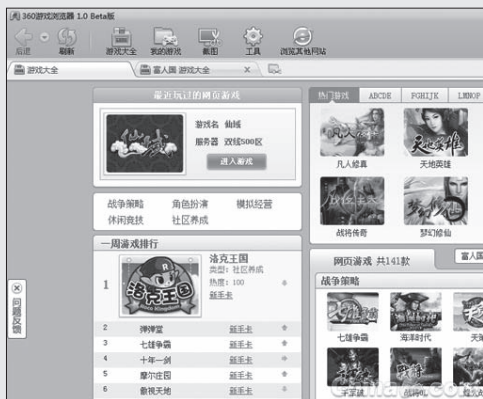 360游戏浏览器 1.0 Beta版
后退 刷新 游戏大全 我的游戏 截图 工具 浏览其他网站
游戏大全 富人国 游戏大全
最近玩过的网页游戏
仙域
游戏名 仙域
服务器 双线500区
进入游戏
战争策略 角色扮演 模拟经营
休闲竞技 社区养成
一周游戏排行
1 洛克王国
洛克王国
类型: 社区养成
热度: 100
新手卡
2 弹弹堂 新手卡
3 七雄争霸 新手卡
4 十年一剑 新手卡
5 摩尔庄园 新手卡
6 傲视天地 新手卡
问题反馈
热门游戏 ABCDE FGHIJK LMNOP
凡人修真 天地英雄
战将传奇 梦幻修仙
网页游戏 共141款
富人国
战争策略
七雄争霸 海洋时代